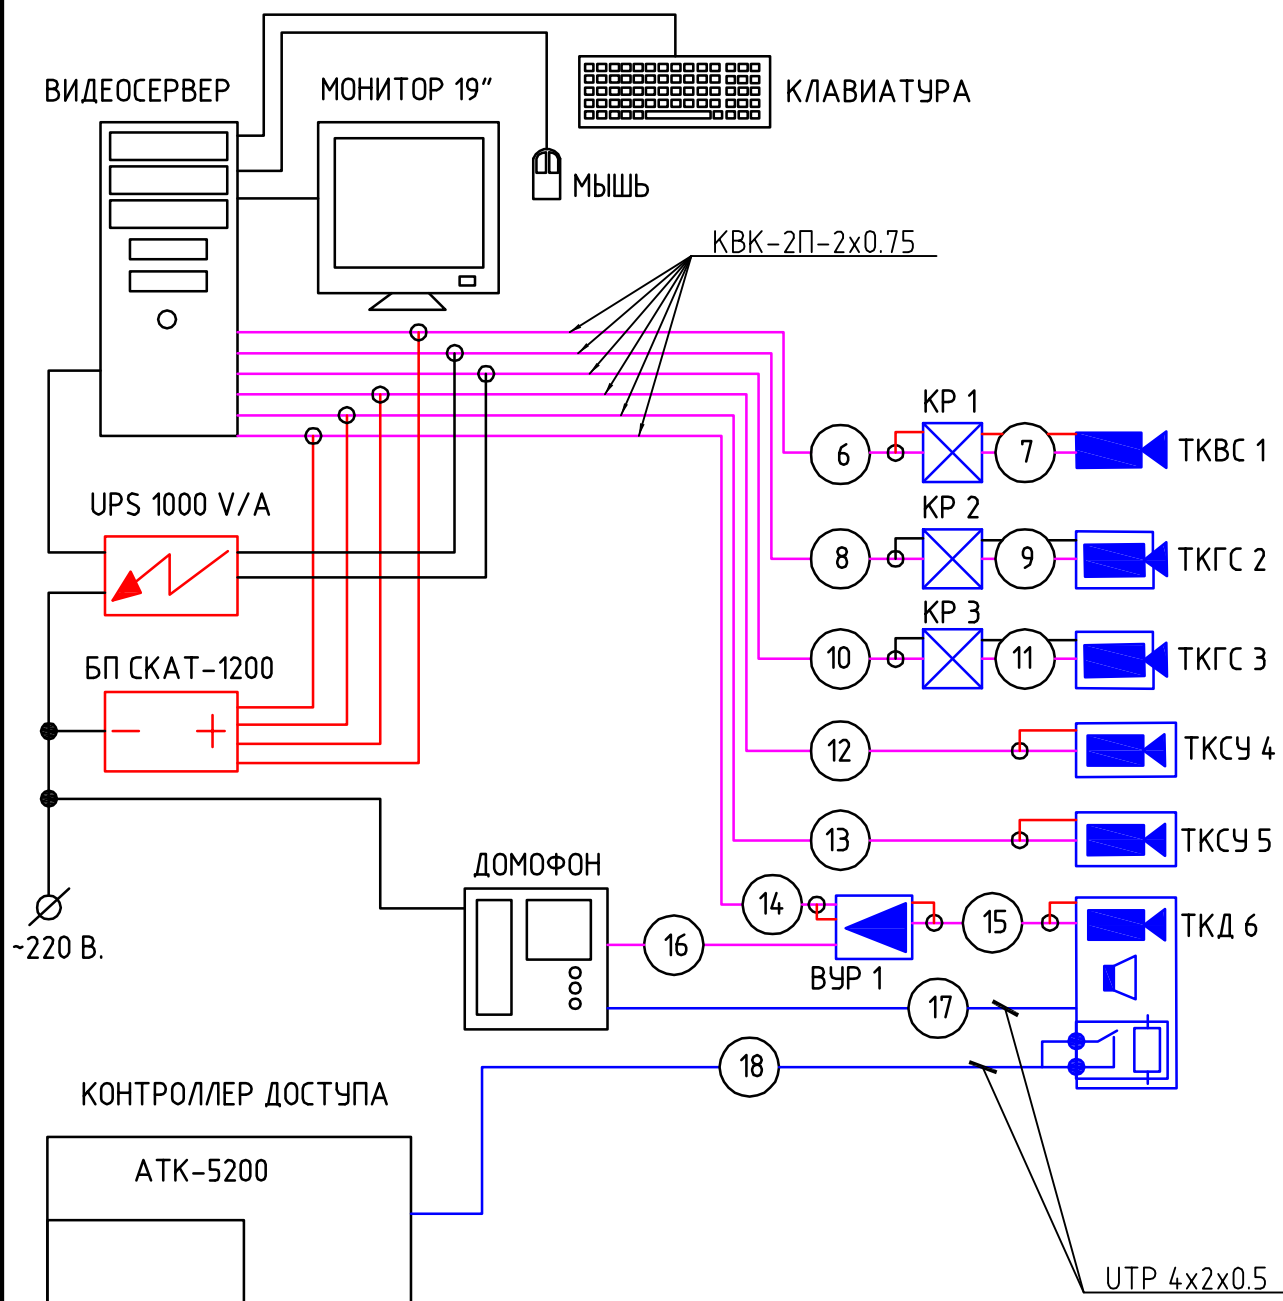 ВИДЕОСЕРВЕР
МОНИТОР 19"
КЛАВИАТУРА
МЫШЬ
КВК-2П-2х0.75
КР 1
6
7
ТКВС 1
UPS 1000 V/A
КР 2
8
9
ТКГС 2
КР 3
10
11
ТКГС 3
БП СКАТ-1200
12
ТКСУ 4
13
ТКСУ 5
ДОМОФОН
14
15
ТКД 6
16
~220 В.
ВУР 1
17
18
КОНТРОЛЛЕР ДОСТУПА
АТК-5200
UTP 4x2x0.5